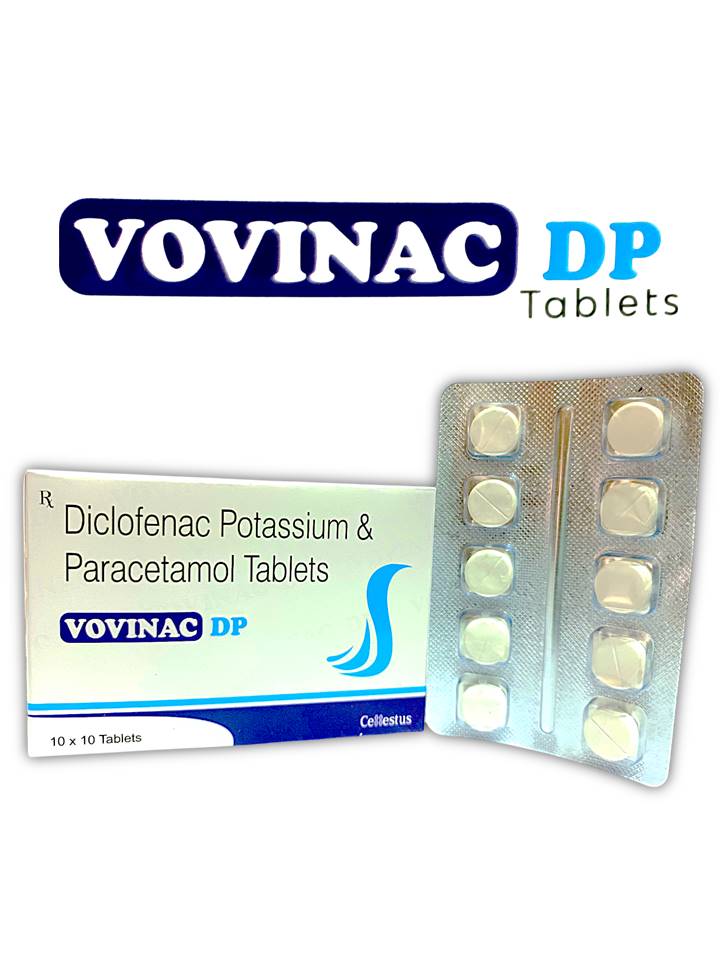 VOVINAC DP
Tablets
Rx
Diclofenac Potassium &
Paracetamol Tablets
VOVINAC DP
Cellestus
10 x 10 Tablets